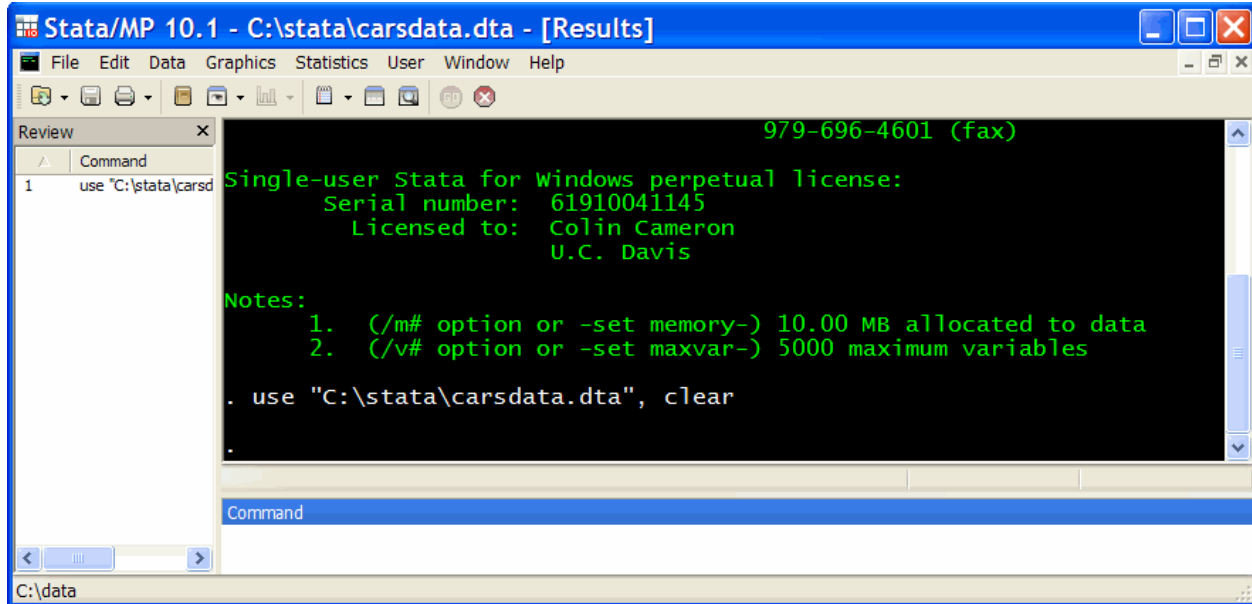 Stata/MP 10.1 - C:\stata\carsdata.dta - [Results]
File Edit Data Graphics Statistics User Window Help
Review
Command
1 use "C:\stata\carsd
979-696-4601 (fax)
Single-user Stata for Windows perpetual license:
Serial number: 61910041145
Licensed to: Colin Cameron
U.C. Davis
Notes:
1. (/m# option or -set memory-) 10.00 MB allocated to data
2. (/v# option or -set maxvar-) 5000 maximum variables
. use "C:\stata\carsdata.dta", clear
.
Command
C:\data